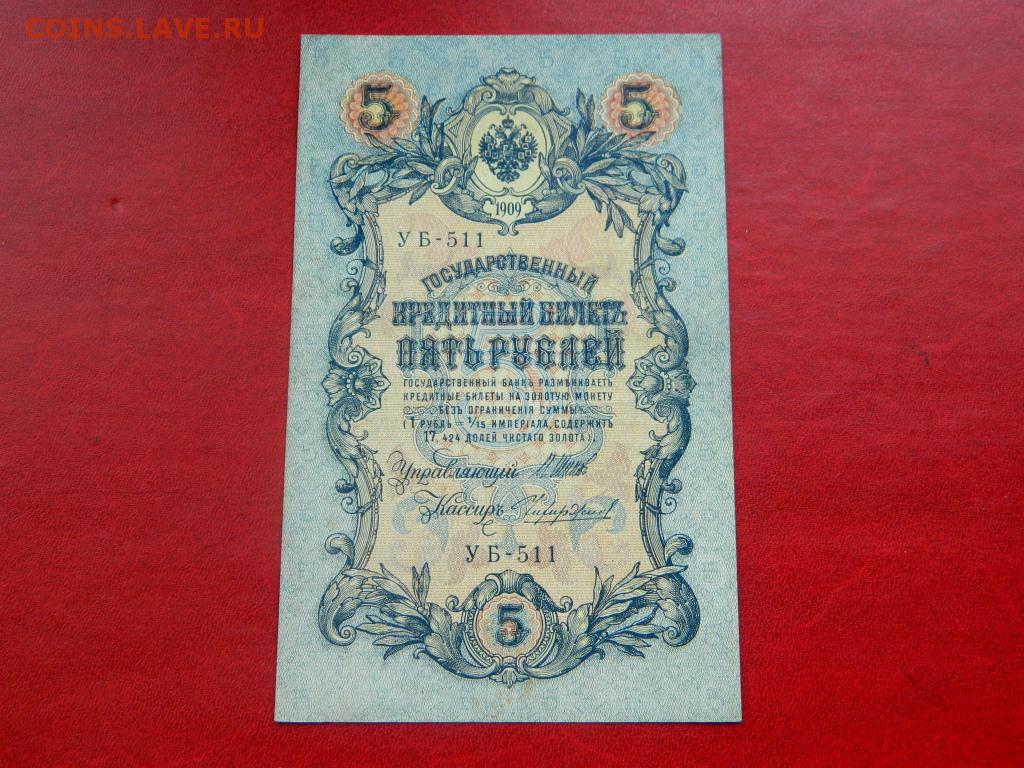 COINS.LAVE.RU
5 5
1909
УБ-511
ГОСУДАРСТВЕННЫЙ
КРЕДИТНЫЙ БИЛЕТЪ
ПЯТЬ РУБЛЕЙ
ГОСУДАРСТВЕННЫЙ БАНКЪ РАЗМѢНИВАЕТЪ
КРЕДИТНЫЕ БИЛЕТЫ НА ЗОЛОТУЮ МОНЕТУ
БЕЗЪ ОГРАНИЧЕНІЯ СУММЫ
(1 РУБЛЬ = 1/15 ИМПЕРІАЛА, СОДЕРЖИТЪ
17,424 ДОЛЕЙ ЧИСТАГО ЗОЛОТА).
Управляющій
Кассиръ
УБ-511
5